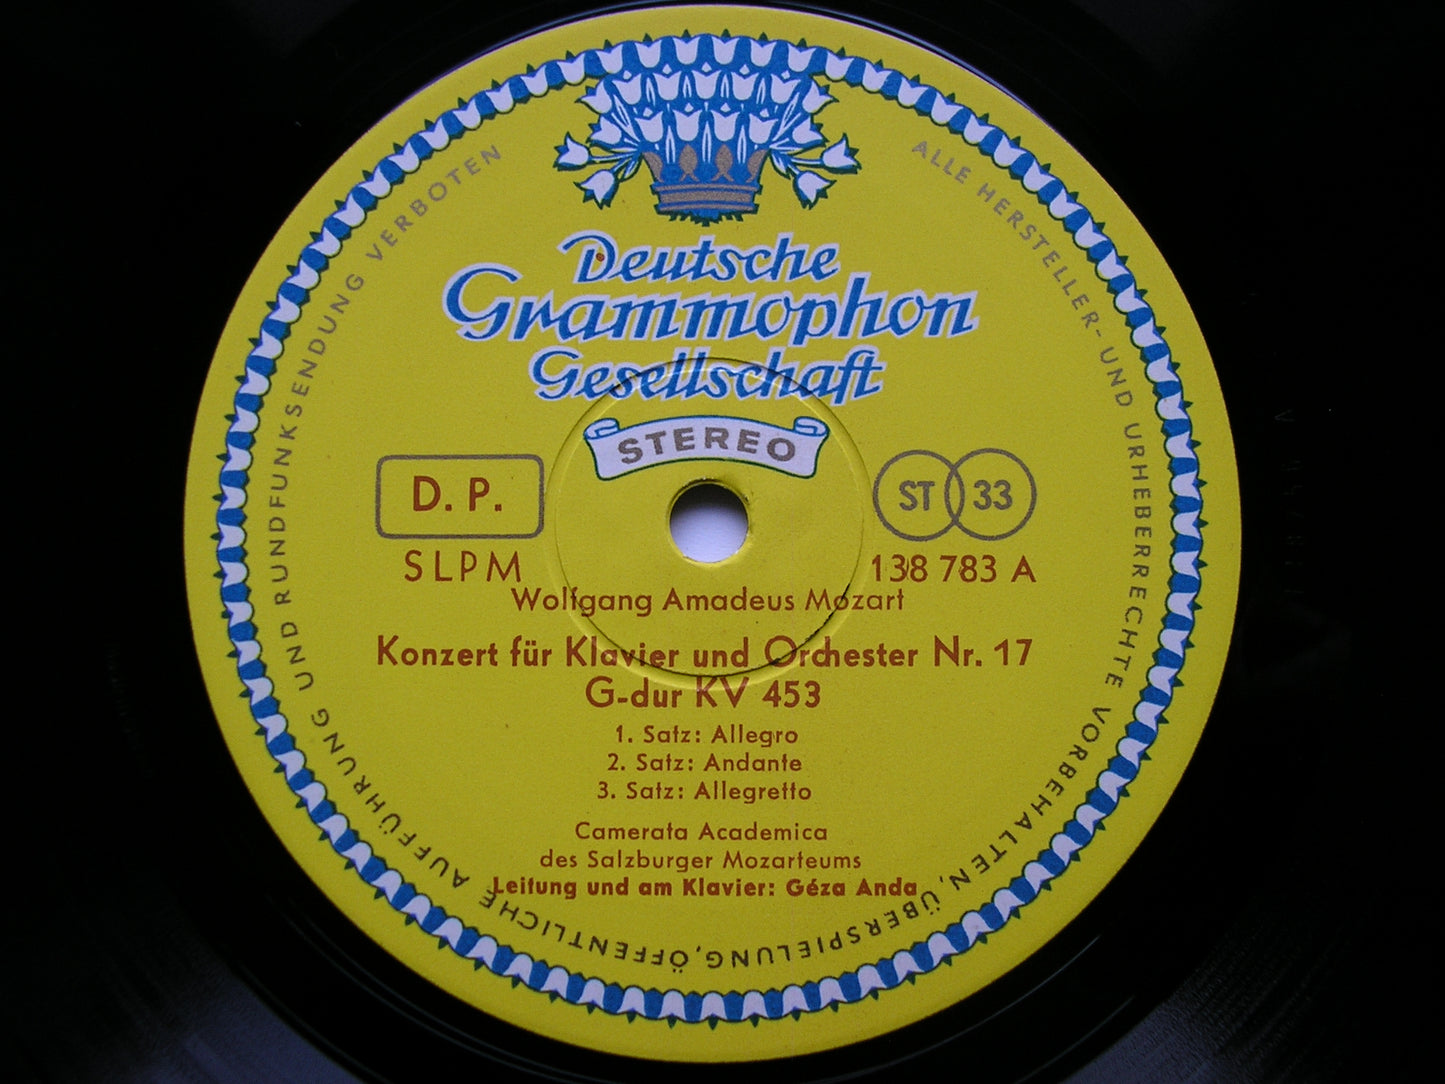 Deutsche
Grammophon
Gesellschaft
STEREO
D. P.
ST 33
SLPM
138 783 A
Wolfgang Amadeus Mozart
Konzert für Klavier und Orchester Nr. 17
G-dur KV 453
1. Satz: Allegro
2. Satz: Andante
3. Satz: Allegretto
Camerata Academica
des Salzburger Mozarteums
Leitung und am Klavier: Géza Anda
ALLE HERSTELLER- UND URHEBERRECHTE VORBEHALTEN, ÜBERSPIELUNG, ÖFFENTLICHE AUFFÜHRUNG UND RUNDFUNKSENDUNG VERBOTEN